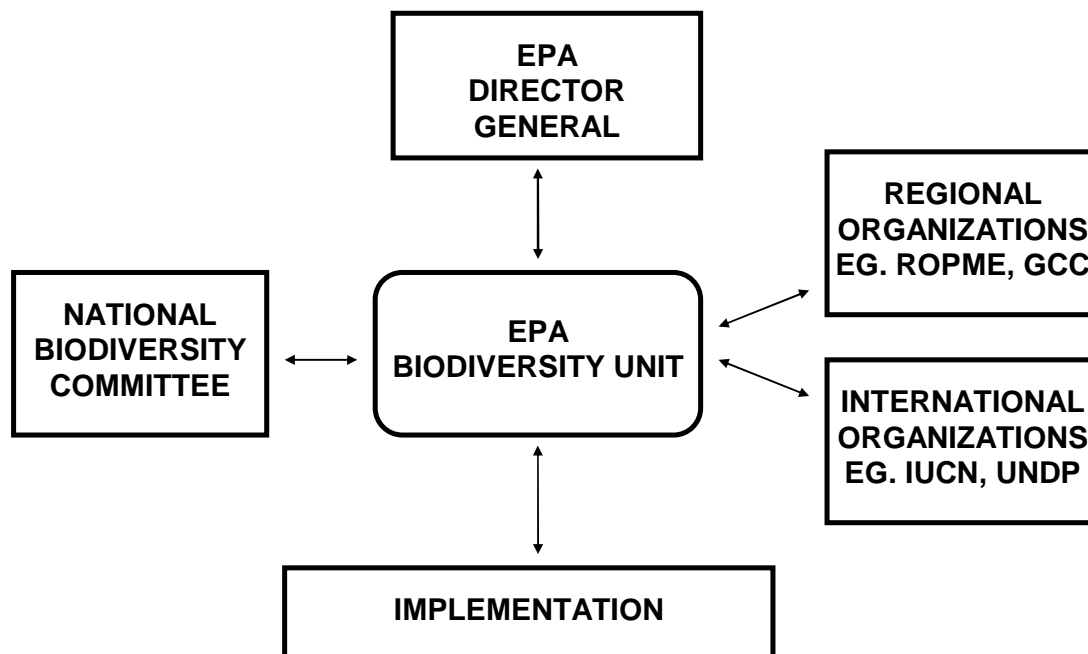 EPA
DIRECTOR
GENERAL
REGIONAL
ORGANIZATIONS
EG. ROPME, GCC
NATIONAL
BIODIVERSITY
COMMITTEE
EPA
BIODIVERSITY UNIT
INTERNATIONAL
ORGANIZATIONS
EG. IUCN, UNDP
IMPLEMENTATION